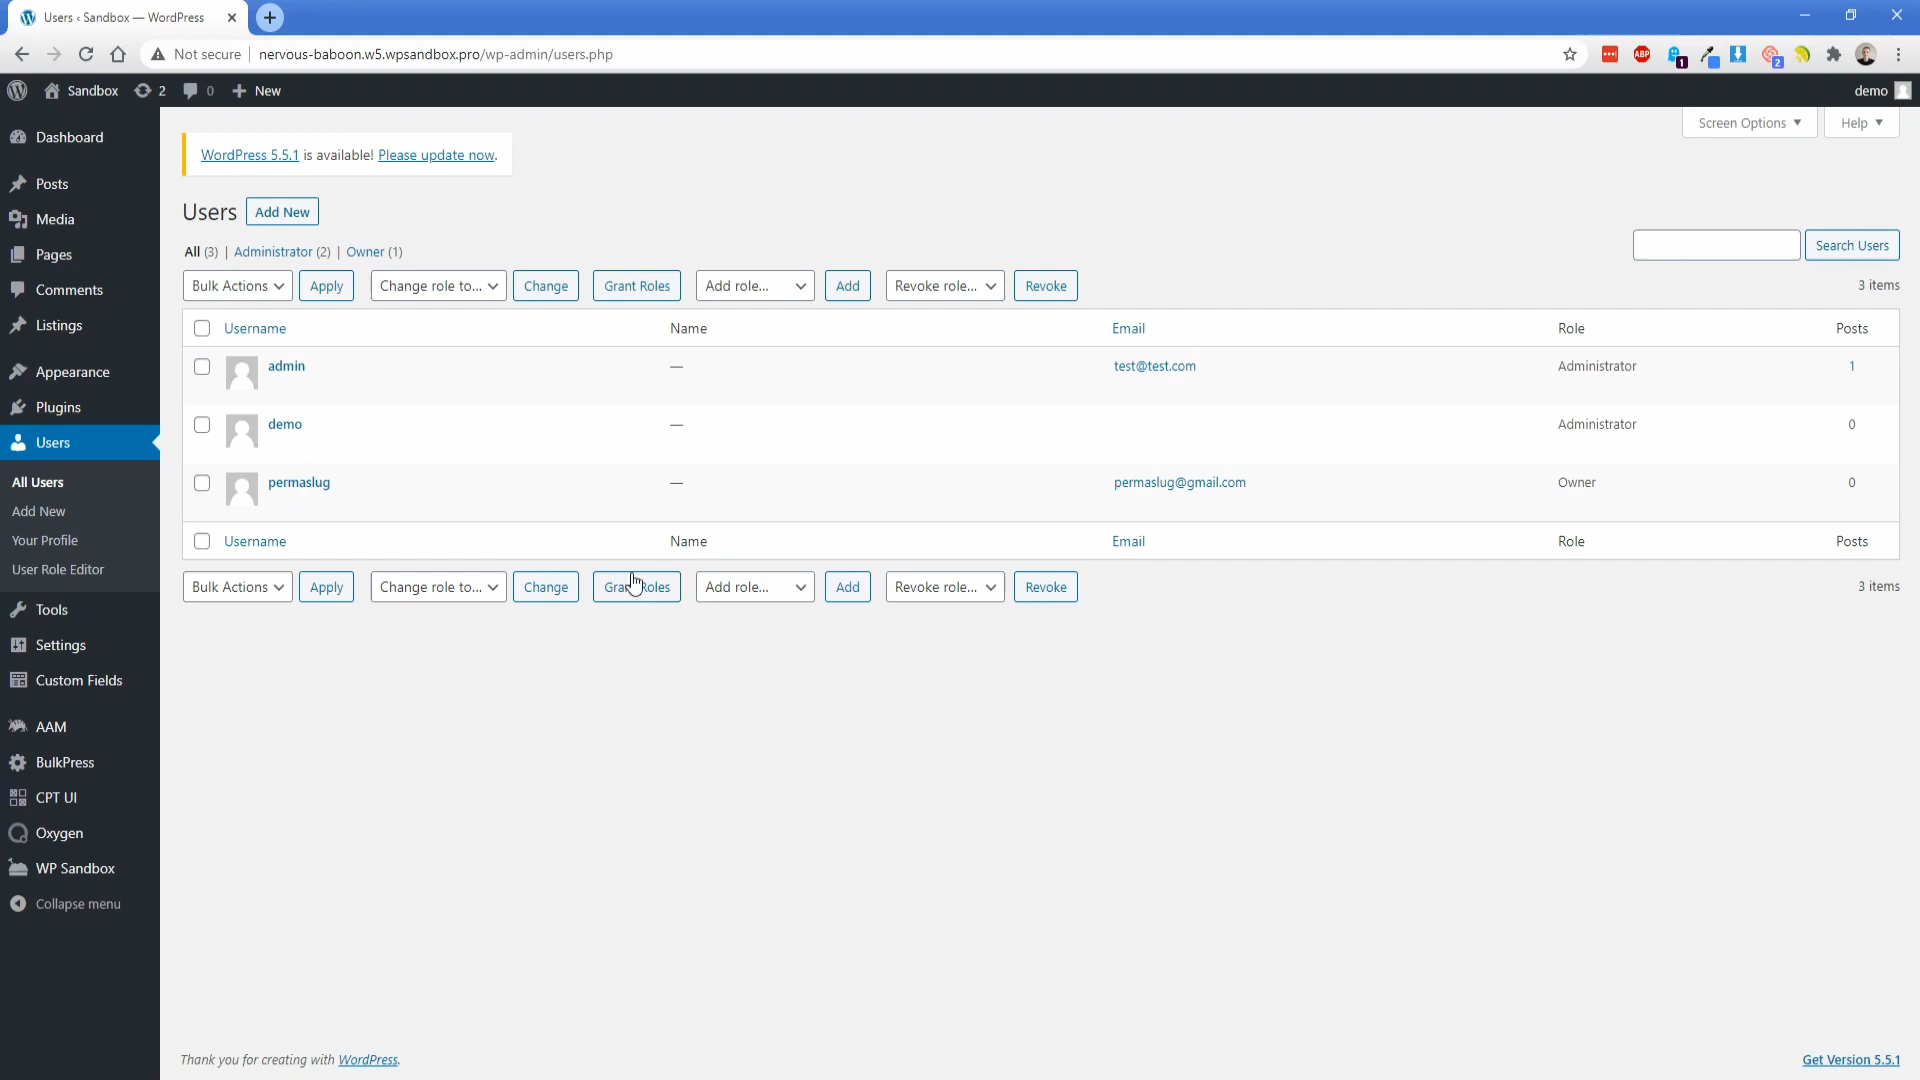 Users ‹ Sandbox — WordPress
Not secure
nervous-baboon.w5.wpsandbox.pro/wp-admin/users.php
ABP
1
2
Sandbox
2
0
New
demo
Screen Options
Help
Dashboard
Posts
Media
Pages
Comments
Listings
Appearance
Plugins
Users
All Users
Add New
Your Profile
User Role Editor
Tools
Settings
Custom Fields
AAM
BulkPress
CPT UI
Oxygen
WP Sandbox
Collapse menu
WordPress 5.5.1 is available! Please update now.
Users Add New
All (3) | Administrator (2) | Owner (1)
Search Users
Bulk Actions Apply Change role to... Change Grant Roles Add role... Add Revoke role... Revoke 3 items
Username Name Email Role Posts
admin — test@test.com Administrator 1
demo — Administrator 0
permaslug — permaslug@gmail.com Owner 0
Username Name Email Role Posts
Bulk Actions Apply Change role to... Change Grant Roles Add role... Add Revoke role... Revoke 3 items
Thank you for creating with WordPress.
Get Version 5.5.1